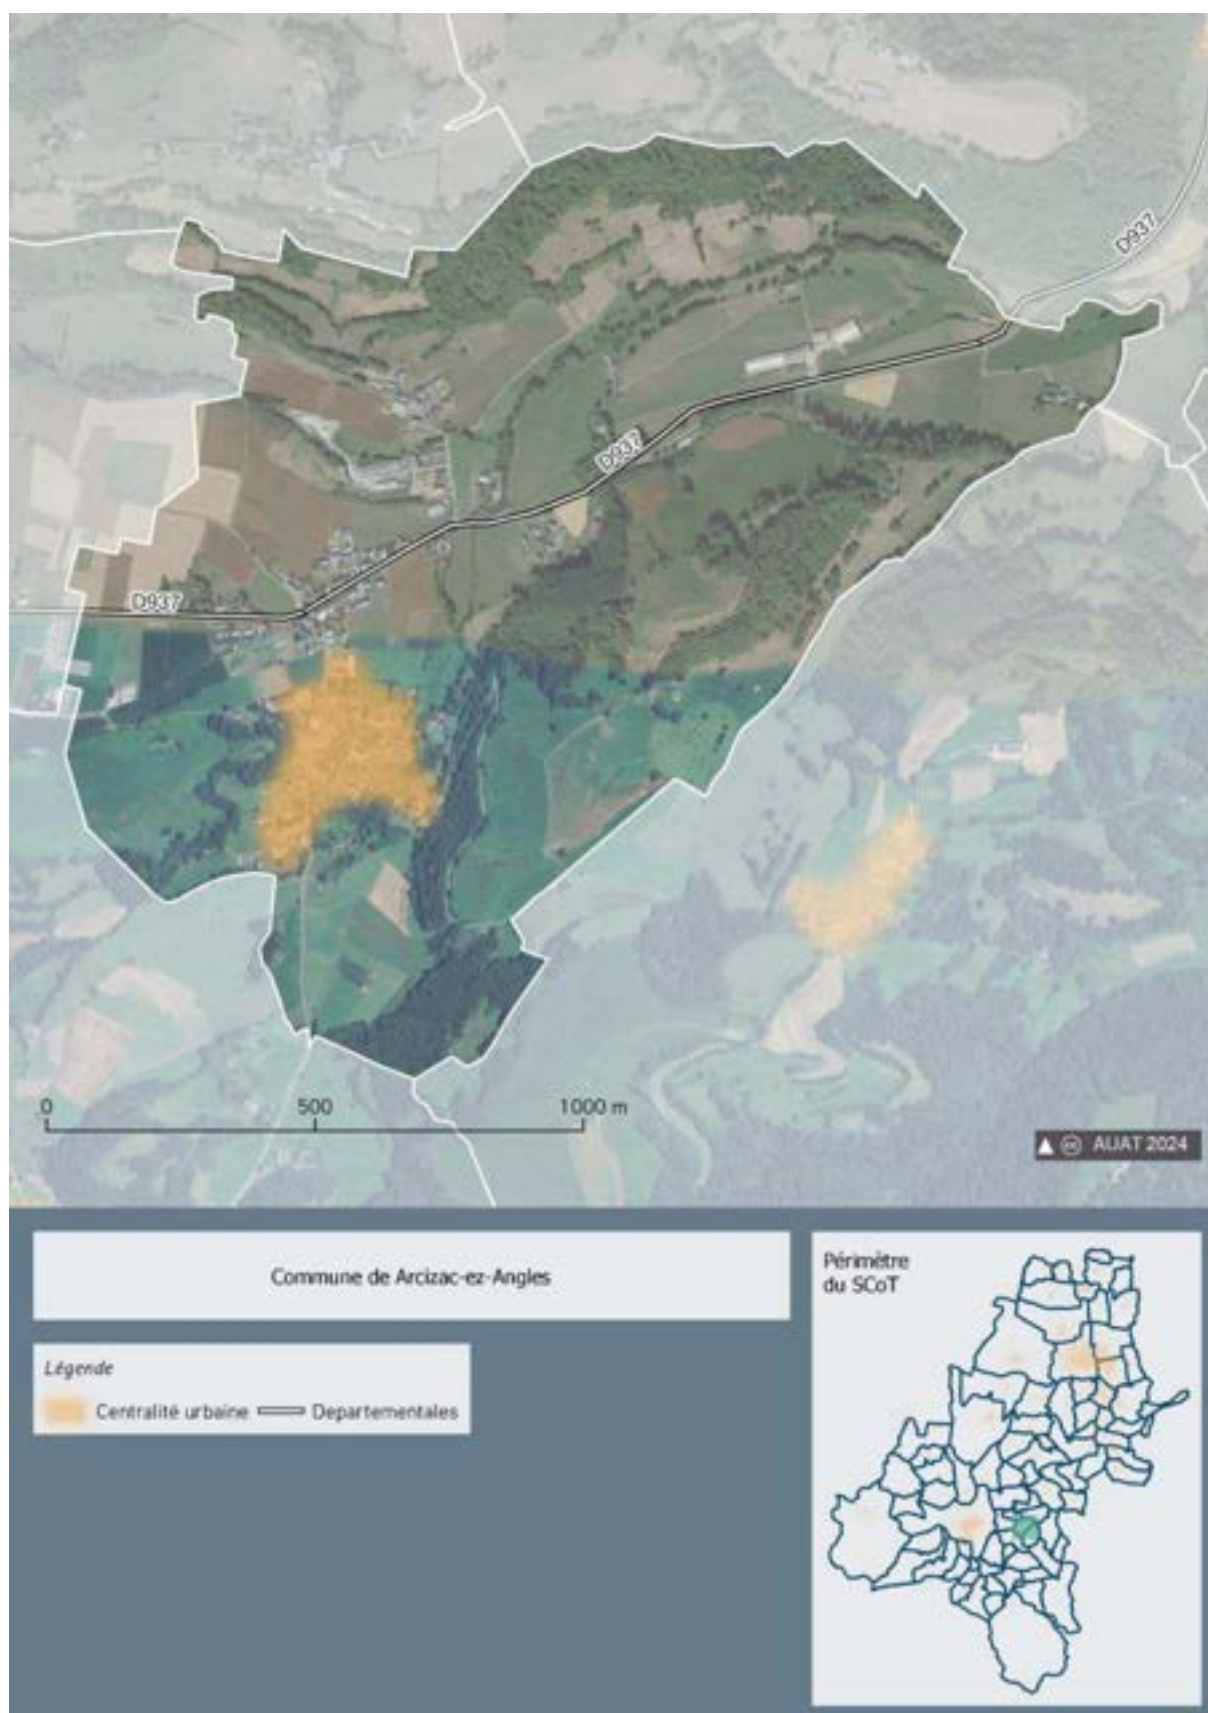 D937
D937
D937
0 500 1000 m
AUAT 2024
Commune de Arcizac-ez-Angles
Périmètre
du SCoT
Légende
Centralité urbaine Departementales